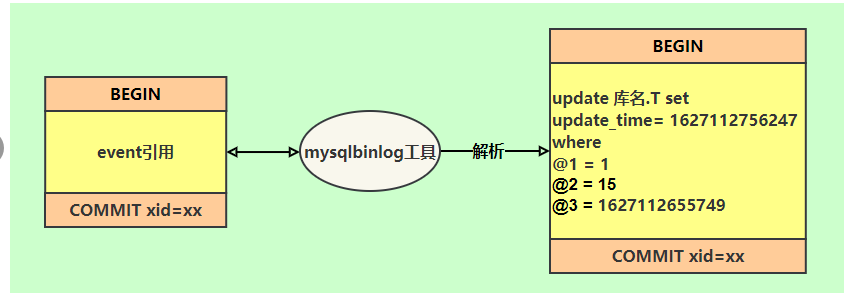 BEGIN
event引用
COMMIT xid=xx
mysqlbinlog工具
解析
BEGIN
update 库名.T set
update_time= 1627112756247
where
@1 = 1
@2 = 15
@3 = 1627112655749
COMMIT xid=xx